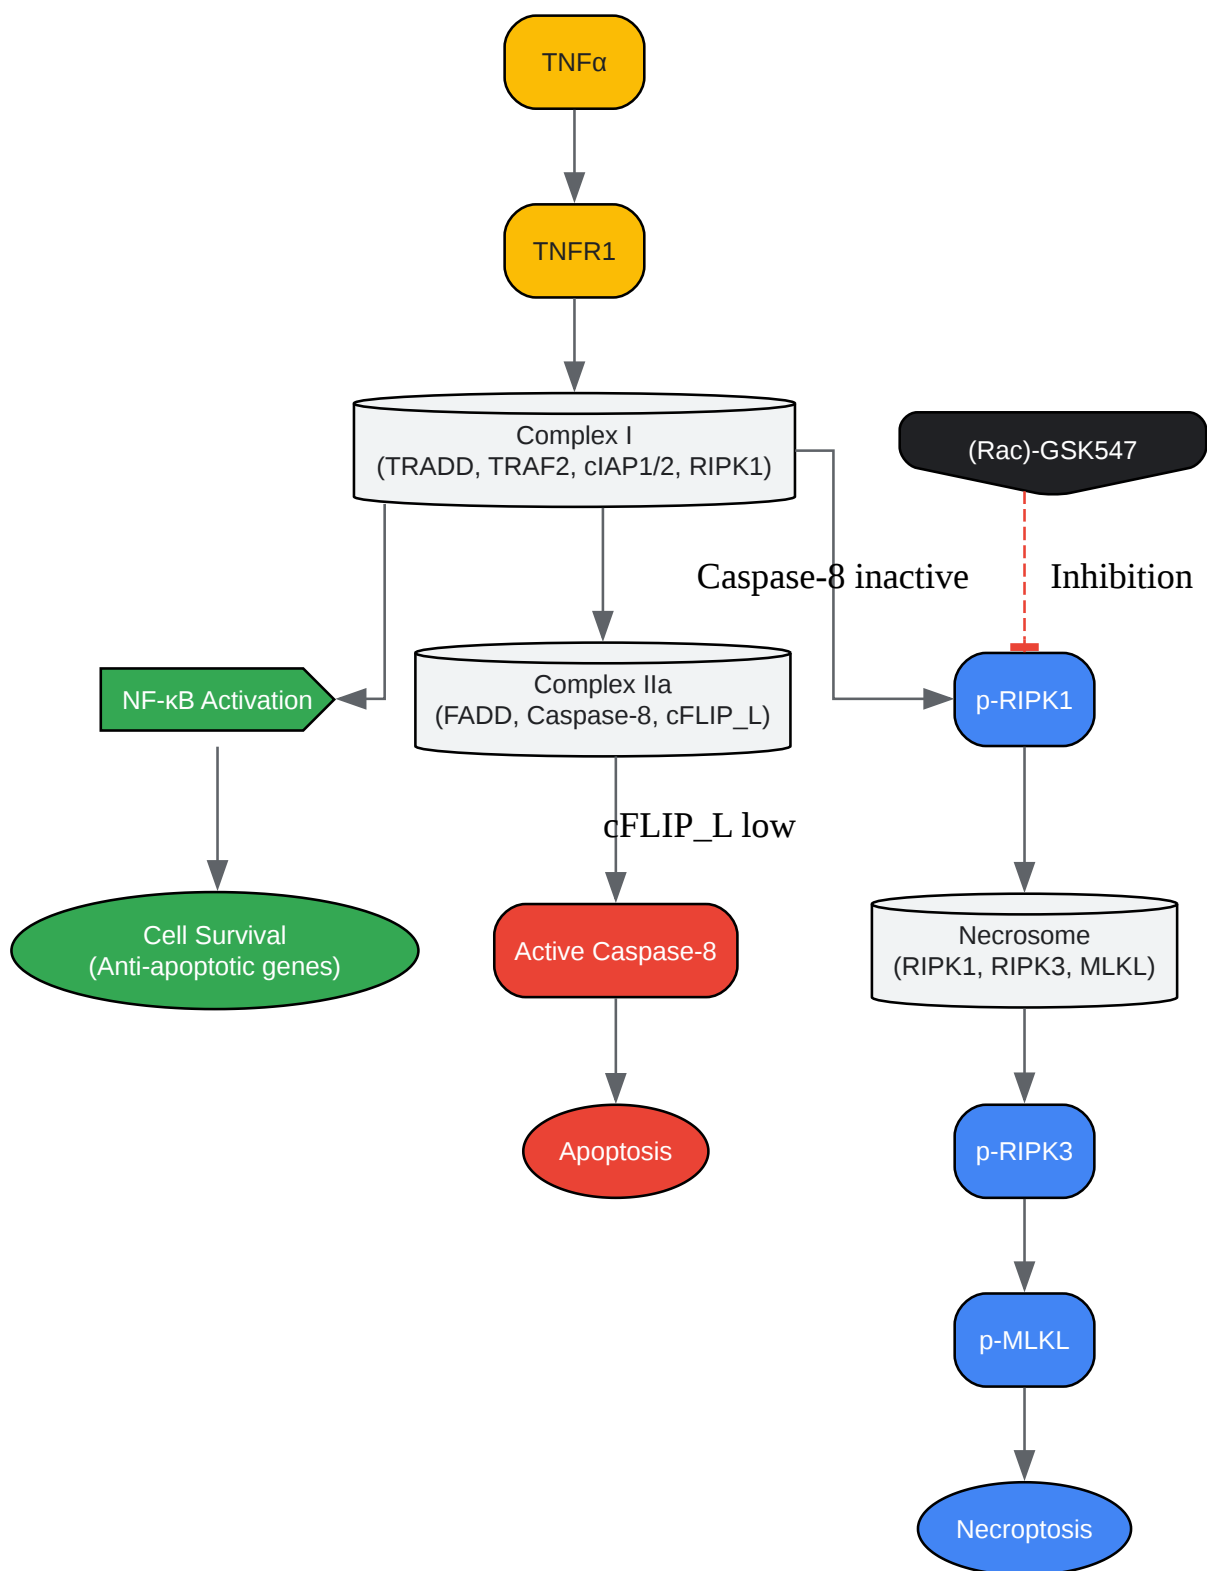 TNFα
TNFR1
Complex I
(TRADD, TRAF2, cIAP1/2, RIPK1)
(Rac)-GSK547
Caspase-8 inactive
Inhibition
NF-κB Activation
Complex IIa
(FADD, Caspase-8, cFLIP_L)
p-RIPK1
cFLIP_L low
Cell Survival
(Anti-apoptotic genes)
Active Caspase-8
Necrosome
(RIPK1, RIPK3, MLKL)
Apoptosis
p-RIPK3
p-MLKL
Necroptosis